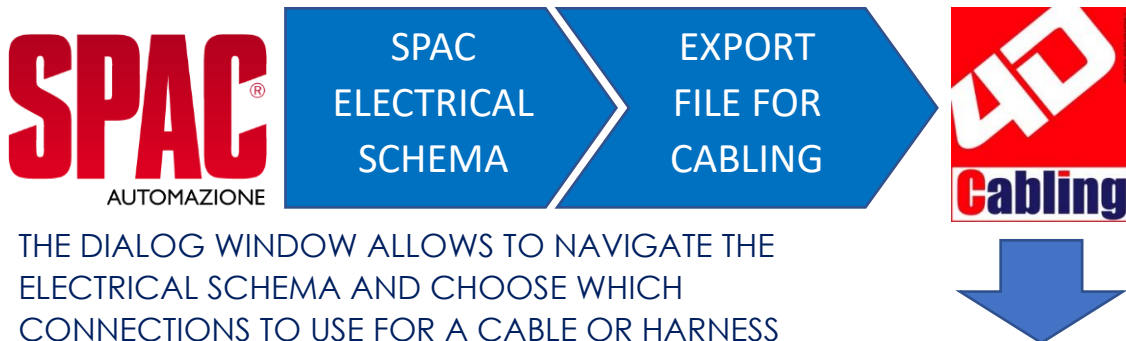 SPAC®
AUTOMAZIONE
SPAC
ELECTRICAL
SCHEMA
EXPORT
FILE FOR
CABLING
4D
Cabling
THE DIALOG WINDOW ALLOWS TO NAVIGATE THE
ELECTRICAL SCHEMA AND CHOOSE WHICH
CONNECTIONS TO USE FOR A CABLE OR HARNESS